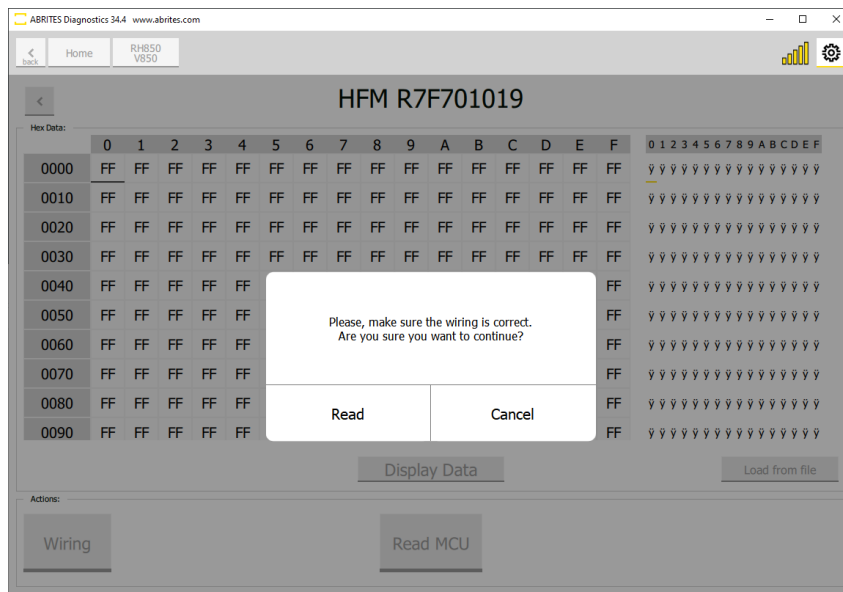 ABRITES Diagnostics 34.4 www.abrites.com
< back
Home
RH850
V850
<
HFM R7F701019
Hex Data:
0 1 2 3 4 5 6 7 8 9 A B C D E F 0 1 2 3 4 5 6 7 8 9 A B C D E F
0000 FF FF FF FF FF FF FF FF FF FF FF FF FF FF FF FF ÿ ÿ ÿ ÿ ÿ ÿ ÿ ÿ ÿ ÿ ÿ ÿ ÿ ÿ ÿ ÿ
0010 FF FF FF FF FF FF FF FF FF FF FF FF FF FF FF FF ÿ ÿ ÿ ÿ ÿ ÿ ÿ ÿ ÿ ÿ ÿ ÿ ÿ ÿ ÿ ÿ
0020 FF FF FF FF FF FF FF FF FF FF FF FF FF FF FF FF ÿ ÿ ÿ ÿ ÿ ÿ ÿ ÿ ÿ ÿ ÿ ÿ ÿ ÿ ÿ ÿ
0030 FF FF FF FF FF FF FF FF FF FF FF FF FF FF FF FF ÿ ÿ ÿ ÿ ÿ ÿ ÿ ÿ ÿ ÿ ÿ ÿ ÿ ÿ ÿ ÿ
0040 FF FF FF FF FF ÿ ÿ ÿ ÿ ÿ ÿ ÿ ÿ ÿ ÿ ÿ ÿ ÿ ÿ ÿ ÿ
0050 FF FF FF FF FF ÿ ÿ ÿ ÿ ÿ ÿ ÿ ÿ ÿ ÿ ÿ ÿ ÿ ÿ ÿ ÿ
0060 FF FF FF FF FF ÿ ÿ ÿ ÿ ÿ ÿ ÿ ÿ ÿ ÿ ÿ ÿ ÿ ÿ ÿ ÿ
0070 FF FF FF FF FF ÿ ÿ ÿ ÿ ÿ ÿ ÿ ÿ ÿ ÿ ÿ ÿ ÿ ÿ ÿ ÿ
0080 FF FF FF FF FF ÿ ÿ ÿ ÿ ÿ ÿ ÿ ÿ ÿ ÿ ÿ ÿ ÿ ÿ ÿ ÿ
0090 FF FF FF FF FF ÿ ÿ ÿ ÿ ÿ ÿ ÿ ÿ ÿ ÿ ÿ ÿ ÿ ÿ ÿ ÿ
Please, make sure the wiring is correct.
Are you sure you want to continue?
Read
Cancel
Display Data
Load from file
Actions:
Wiring
Read MCU